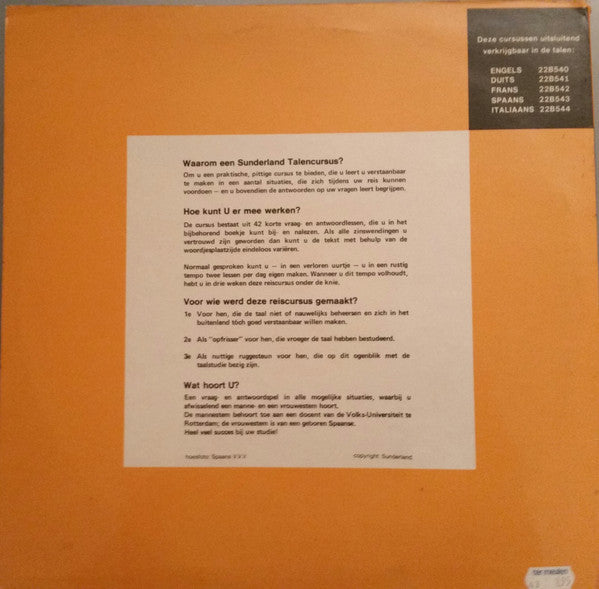 Deze cursussen uitsluitend
verkrijgbaar in de talen:
ENGELS 22B540
DUITS 22B541
FRANS 22B542
SPAANS 22B543
ITALIAANS 22B544
Waarom een Sunderland Talencursus?
Om u een praktische, pittige cursus te bieden, die u leert u verstaanbaar
te maken in een aantal situaties, die zich tijdens uw reis kunnen
voordoen — en u bovendien de antwoorden op uw vragen leert begrijpen.
Hoe kunt U er mee werken?
De cursus bestaat uit 42 korte vraag- en antwoordlessen, die u in het
bijbehorend boekje kunt bij- en nalezen. Als alle zinswendingen u
vertrouwd zijn geworden dan kunt u de tekst met behulp van de
woordjesplaatzijde eindeloos variëren.
Normaal gesproken kunt u — in een verloren uurtje — u in een rustig
tempo twee lessen per dag eigen maken. Wanneer u dit tempo volhoudt,
hebt u in drie weken deze reiscursus onder de knie.
Voor wie werd deze reiscursus gemaakt?
1e Voor hen, die de taal niet of nauwelijks beheersen en zich in het
buitenland tòch goed verstaanbaar willen maken.
2e Als "opfrisser" voor hen, die vroeger de taal hebben bestudeerd.
3e Als nuttige ruggesteun voor hen, die op dit ogenblik met de
taalstudie bezig zijn.
Wat hoort U?
Een vraag- en antwoordspel in alle mogelijke situaties, waarbij u
afwisselend een manne- en een vrouwestem hoort.
De mannestem behoort toe aan een docent van de Volks-Universiteit te
Rotterdam; de vrouwestem is van een geboren Spaanse.
Heel veel succes bij uw studie!
hoesfoto: Spaans V.V.V.
copyright: Sunderland
ter meulen